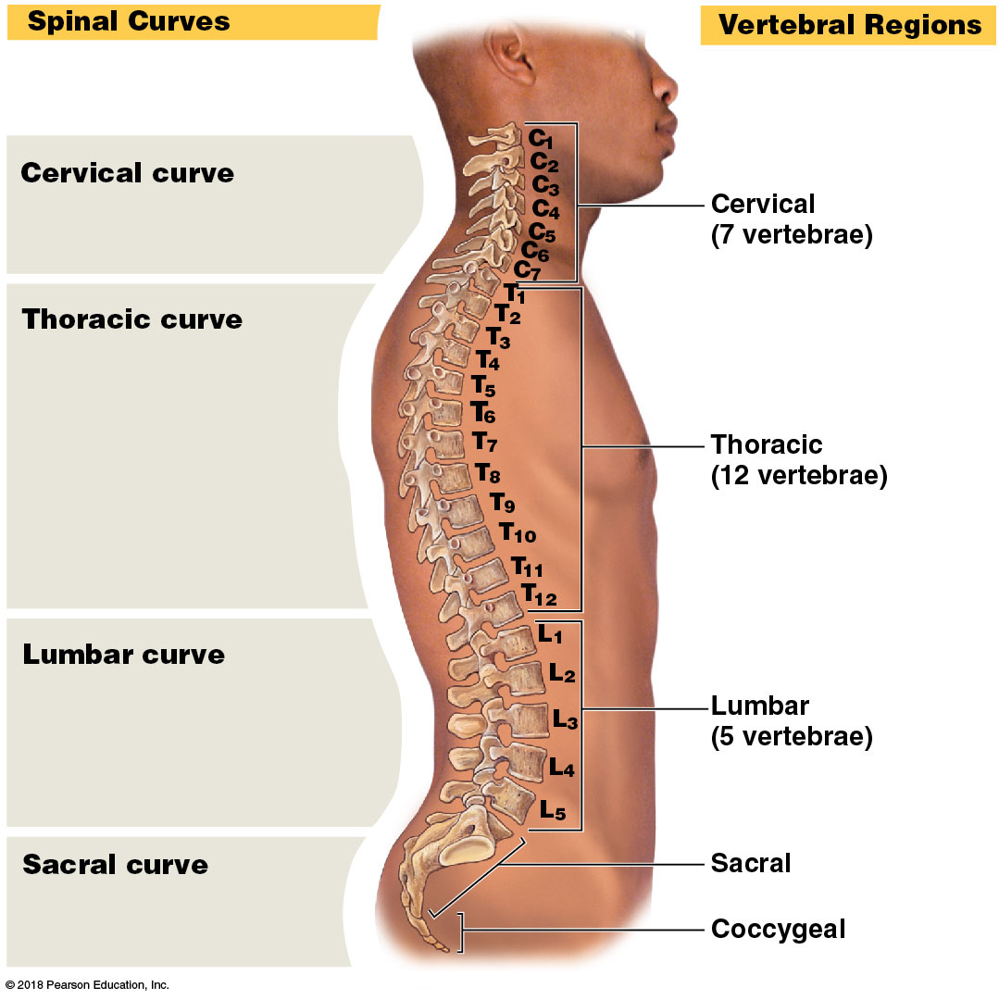 Spinal Curves
Vertebral Regions
Cervical curve
Thoracic curve
Lumbar curve
Sacral curve
C1
C2
C3
C4
C5
C6
C7
T1
T2
T3
T4
T5
T6
T7
T8
T9
T10
T11
T12
L1
L2
L3
L4
L5
Cervical
(7 vertebrae)
Thoracic
(12 vertebrae)
Lumbar
(5 vertebrae)
Sacral
Coccygeal
© 2018 Pearson Education, Inc.